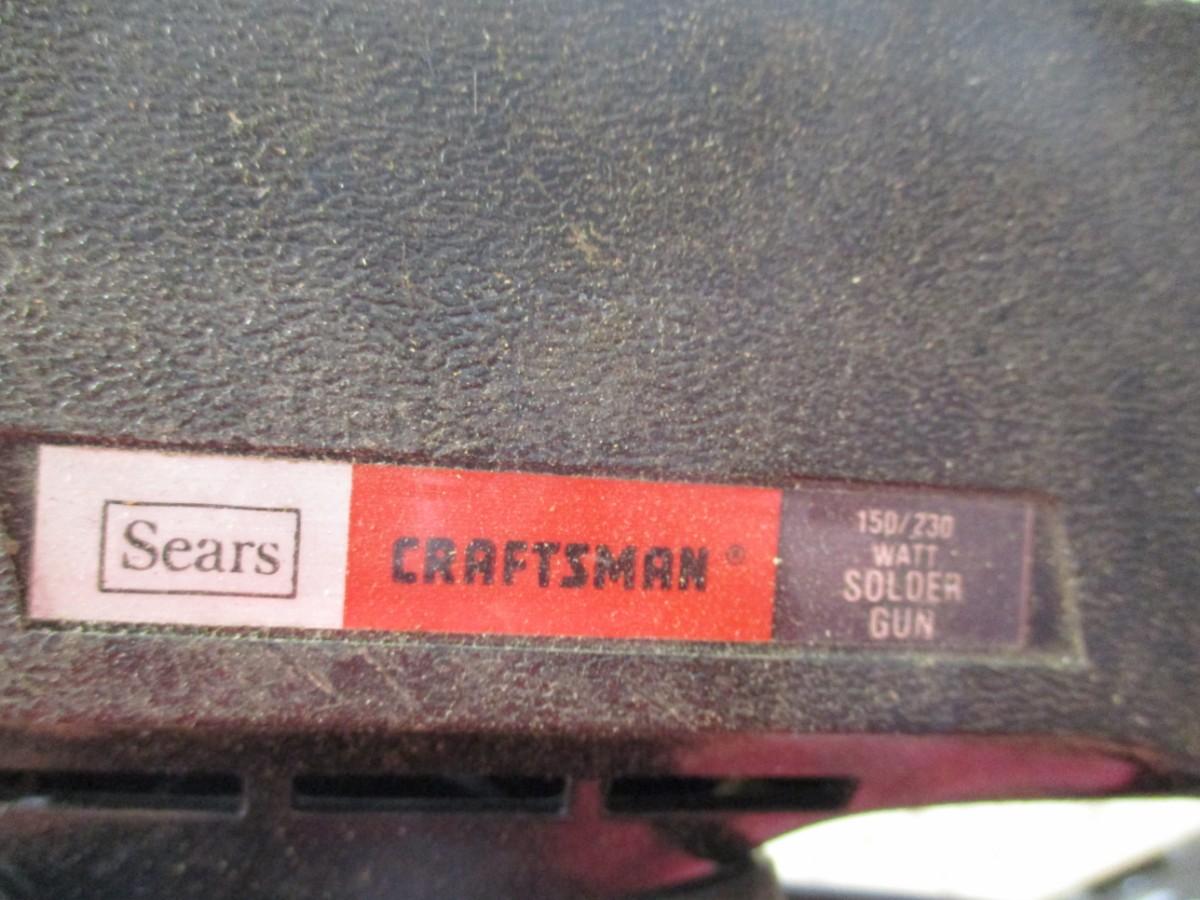 Sears
CRAFTSMAN ®
150/230
WATT
SOLDER
GUN